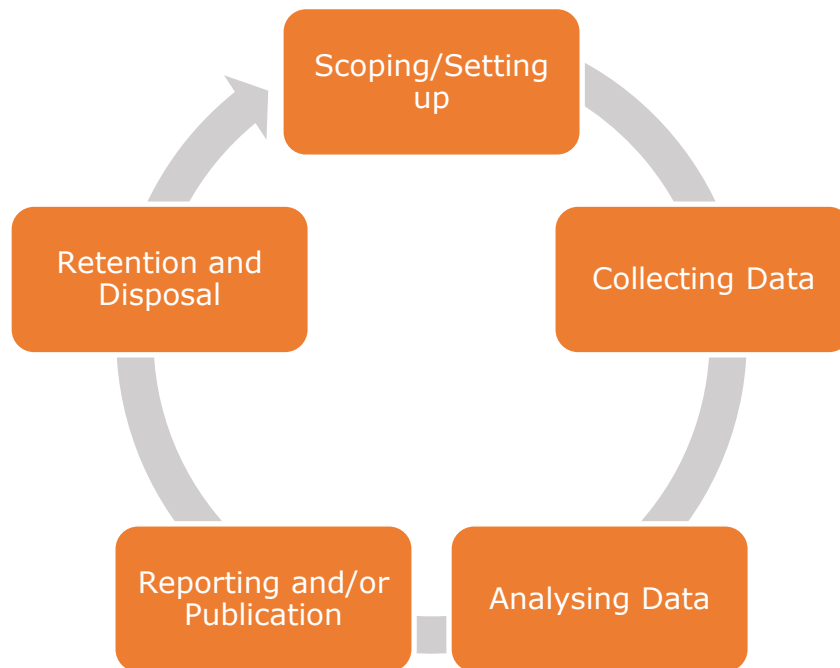 Scoping/Setting
up
Collecting Data
Analysing Data
Reporting and/or
Publication
Retention and
Disposal